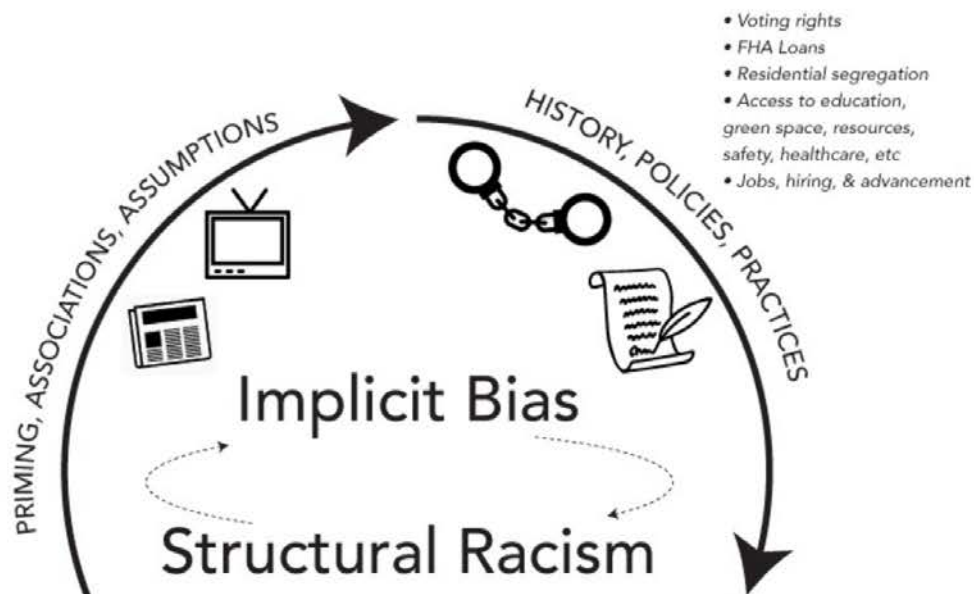 • Voting rights
• FHA Loans
• Residential segregation
• Access to education,
green space, resources,
safety, healthcare, etc
• Jobs, hiring, & advancement
PRIMING, ASSOCIATIONS, ASSUMPTIONS
HISTORY, POLICIES, PRACTICES
Implicit Bias
Structural Racism